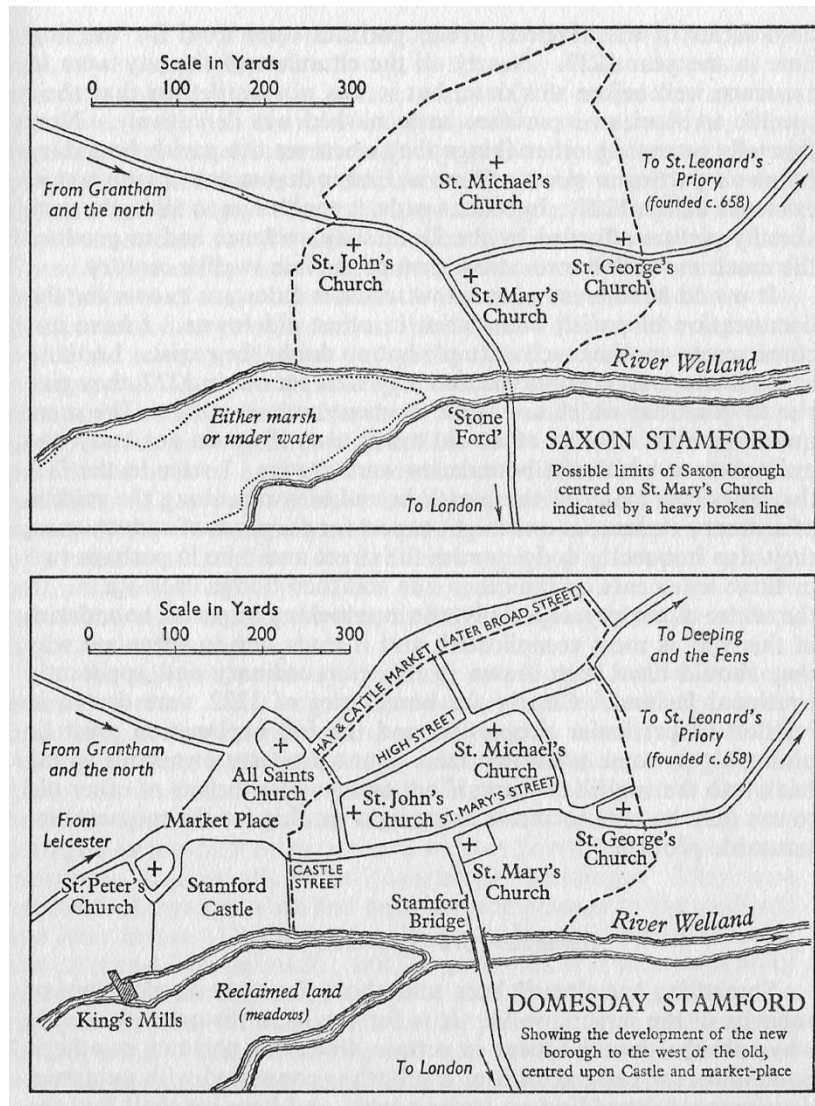 Scale in Yards
0 100 200 300
From Grantham
and the north
St. Michael's
Church
To St. Leonard's
Priory
(founded c. 658)
St. John's
Church
St. George's
Church
St. Mary's
Church
River Welland
Either marsh
or under water
'Stone
Ford'
SAXON STAMFORD
Possible limits of Saxon borough
centred on St. Mary's Church
indicated by a heavy broken line
To London
Scale in Yards
0 100 200 300
HAY & CATTLE MARKET (LATER BROAD STREET)
To Deeping
and the Fens
From Grantham
and the north
HIGH STREET
St. Michael's
Church
To St. Leonard's
Priory
(founded c. 658)
All Saints
Church
St. John's
Church
ST. MARY'S STREET
From
Leicester
Market Place
St. George's
Church
St. Peter's
Church
Stamford
Castle
CASTLE
STREET
St. Mary's
Church
Stamford
Bridge
River Welland
King's Mills
Reclaimed land
(meadows)
DOMESDAY STAMFORD
Showing the development of the new
borough to the west of the old,
centred upon Castle and market-place
To London